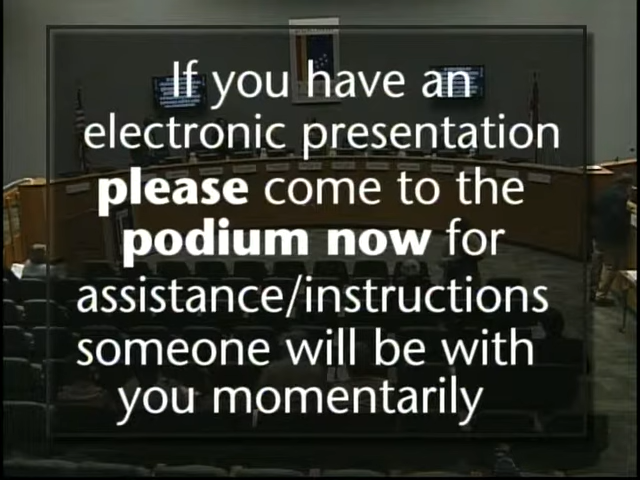 If you have an
electronic presentation
please come to the
podium now for
assistance/instructions
someone will be with
you momentarily